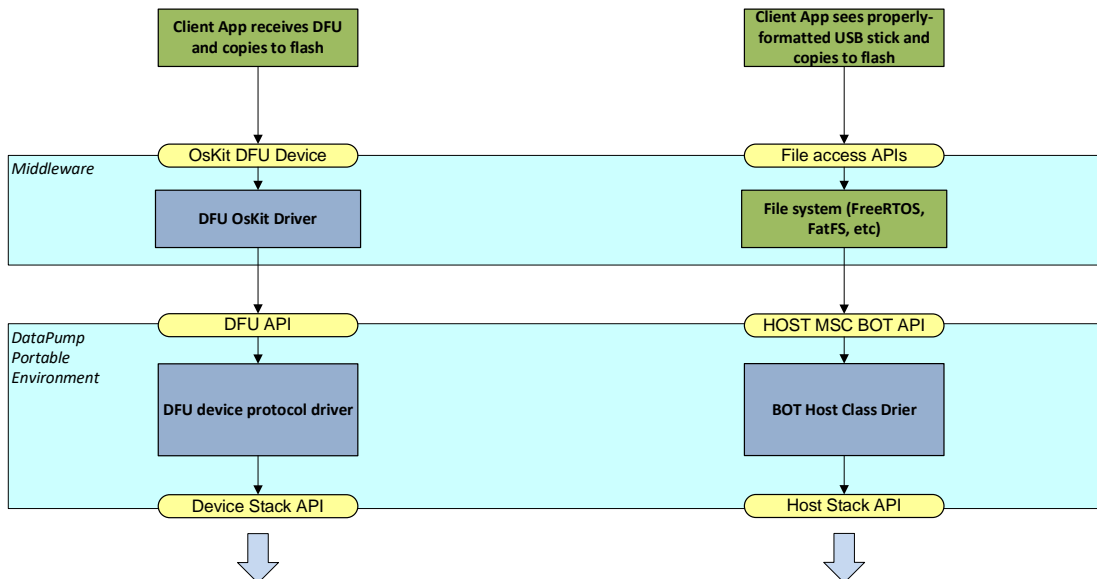 Client App receives DFU
and copies to flash
Client App sees properly-
formatted USB stick and
copies to flash
OsKit DFU Device
File access APIs
Middleware
DFU OsKit Driver
File system (FreeRTOS,
FatFS, etc)
DFU API
HOST MSC BOT API
DataPump
Portable
Environment
DFU device protocol driver
BOT Host Class Drier
Device Stack API
Host Stack API